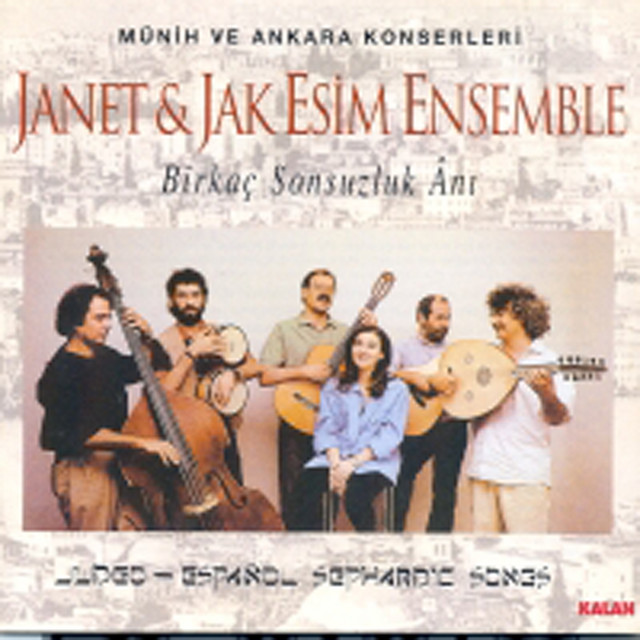 MÜNİH VE ANKARA KONSERLERİ
JANET & JAK ESİM ENSEMBLE
Birkaç Sonsuzluk Ânı
JUDEO - ESPAÑOL SEPHARDIC SONGS
KALAN